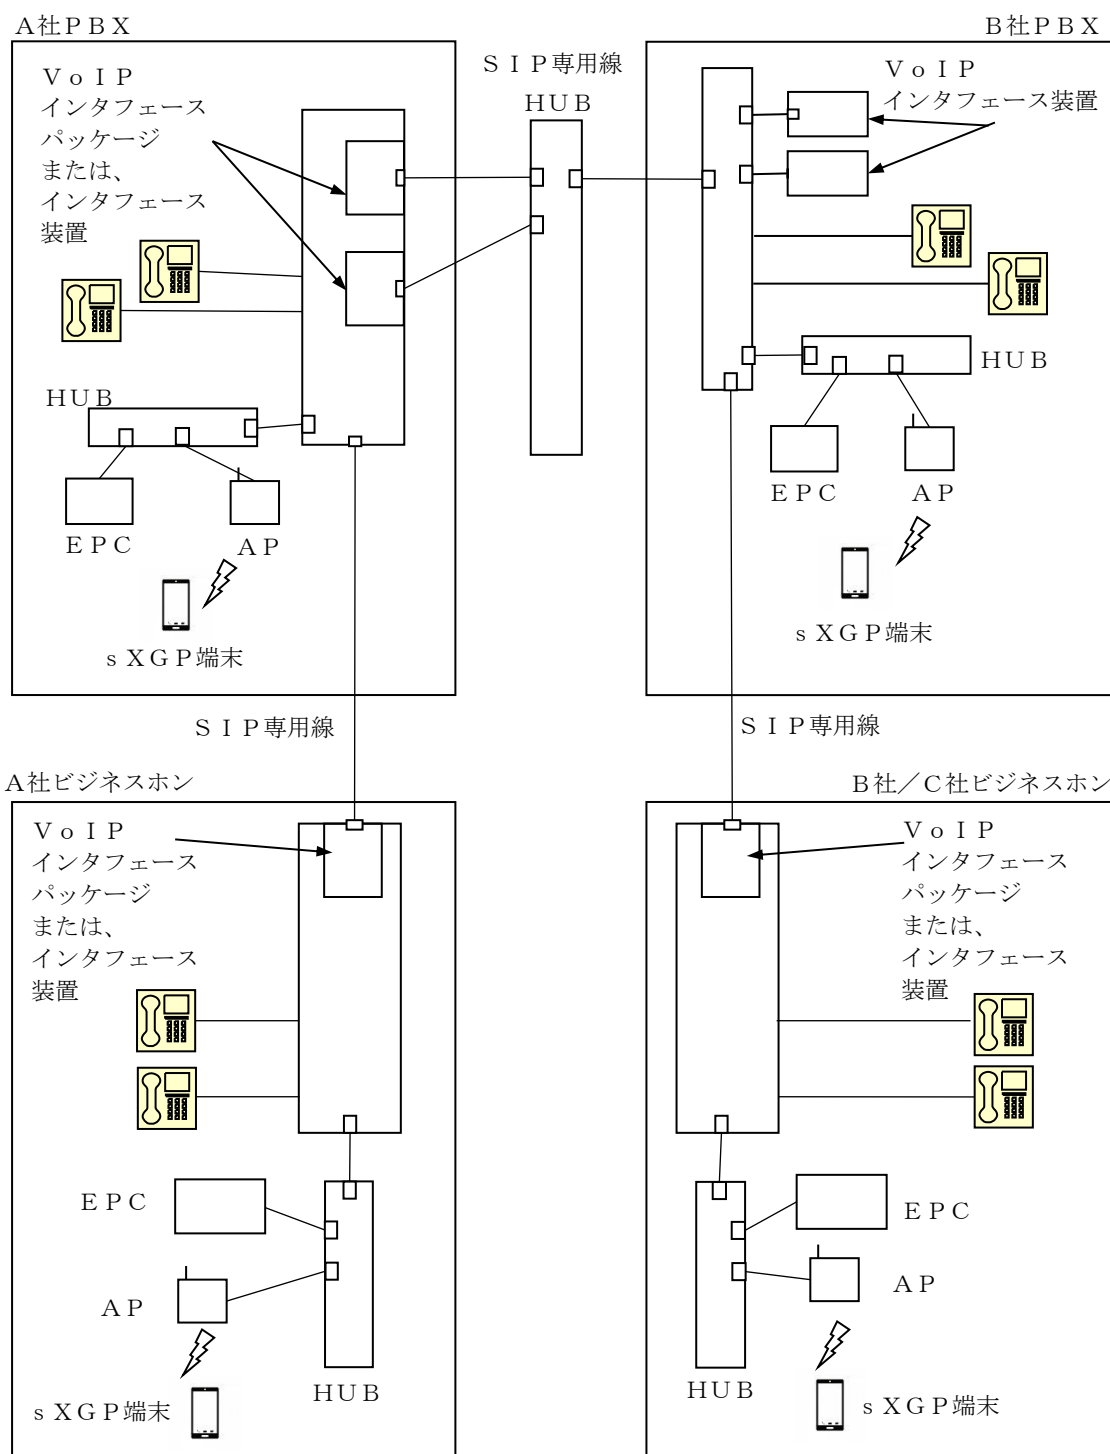 A社ＰＢＸ
ＶｏＩＰ
インタフェース
パッケージ
または、
インタフェース
装置
ＨＵＢ
ＥＰＣ
ＡＰ
ｓＸＧＰ端末
ＳＩＰ専用線
ＨＵＢ
Ｂ社ＰＢＸ
ＶｏＩＰ
インタフェース装置
ＨＵＢ
ＥＰＣ
ＡＰ
ｓＸＧＰ端末
ＳＩＰ専用線
ＳＩＰ専用線
Ａ社ビジネスホン
ＶｏＩＰ
インタフェース
パッケージ
または、
インタフェース
装置
ＥＰＣ
ＡＰ
ＨＵＢ
ｓＸＧＰ端末
Ｂ社／Ｃ社ビジネスホン
ＶｏＩＰ
インタフェース
パッケージ
または、
インタフェース
装置
ＥＰＣ
ＡＰ
ＨＵＢ
ｓＸＧＰ端末